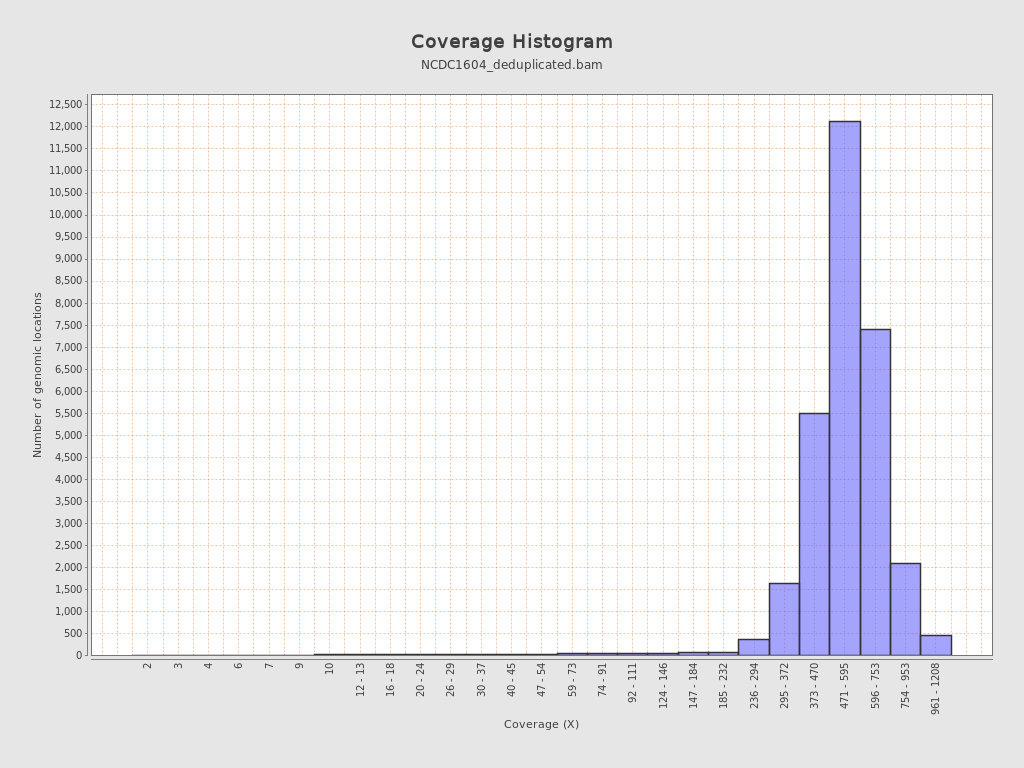 Coverage Histogram
NCDC1604_deduplicated.bam
Number of genomic locations
12,500
12,000
11,500
11,000
10,500
10,000
9,500
9,000
8,500
8,000
7,500
7,000
6,500
6,000
5,500
5,000
4,500
4,000
3,500
3,000
2,500
2,000
1,500
1,000
500
0
2
3
4
6
7
9
10
12 - 13
16 - 18
20 - 24
26 - 29
30 - 37
40 - 45
47 - 54
59 - 73
74 - 91
92 - 111
124 - 146
147 - 184
185 - 232
236 - 294
295 - 372
373 - 470
471 - 595
596 - 753
754 - 953
961 - 1208
Coverage (X)